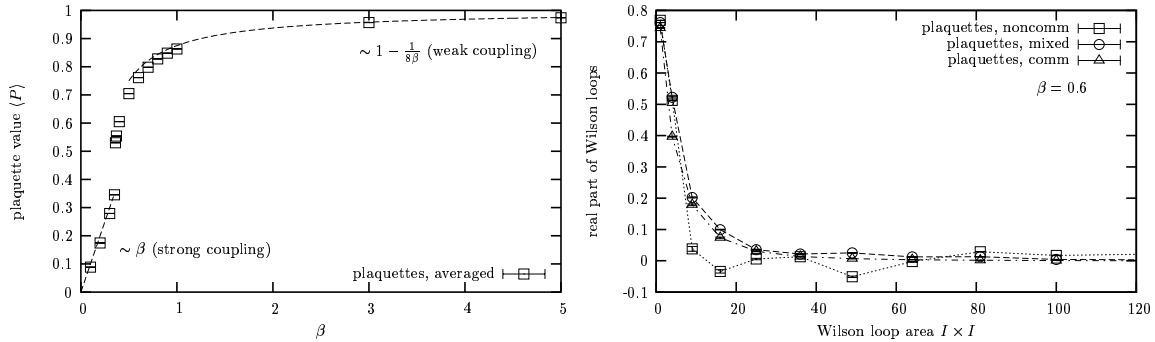 plaquette value ⟨P⟩
1
0.9
0.8
0.7
0.6
0.5
0.4
0.3
0.2
0.1
0
∼ 1 − 1/8β (weak coupling)
∼ β (strong coupling)
plaquettes, averaged
0 1 2 3 4 5
β
real part of Wilson loops
0.8
0.7
0.6
0.5
0.4
0.3
0.2
0.1
0
-0.1
plaquettes, noncomm
plaquettes, mixed
plaquettes, comm
β = 0.6
0 20 40 60 80 100 120
Wilson loop area I × I